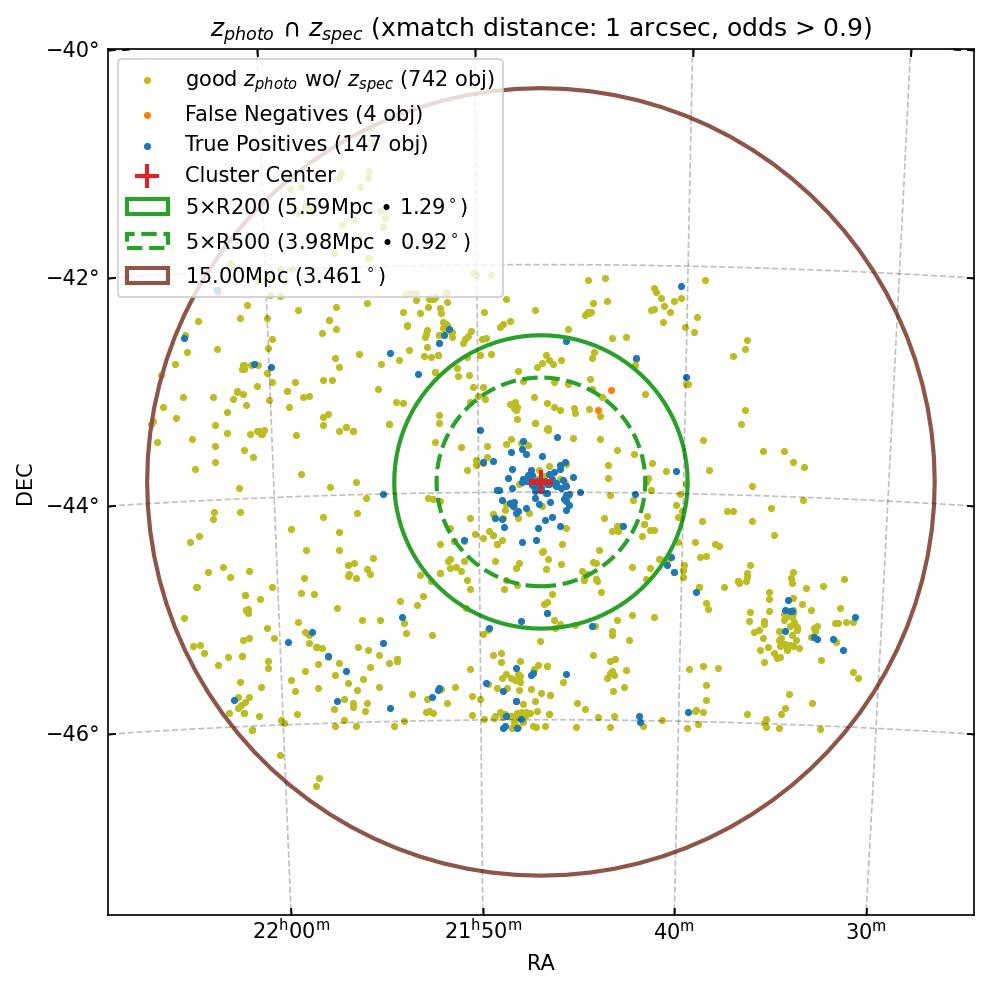 z_photo ∩ z_spec (xmatch distance: 1 arcsec, odds > 0.9)
good z_photo wo/ z_spec (742 obj)
False Negatives (4 obj)
True Positives (147 obj)
Cluster Center
5×R200 (5.59Mpc • 1.29°)
5×R500 (3.98Mpc • 0.92°)
15.00Mpc (3.461°)
−40°
−42°
−44°
−46°
DEC
22h00m
21h50m
40m
30m
RA